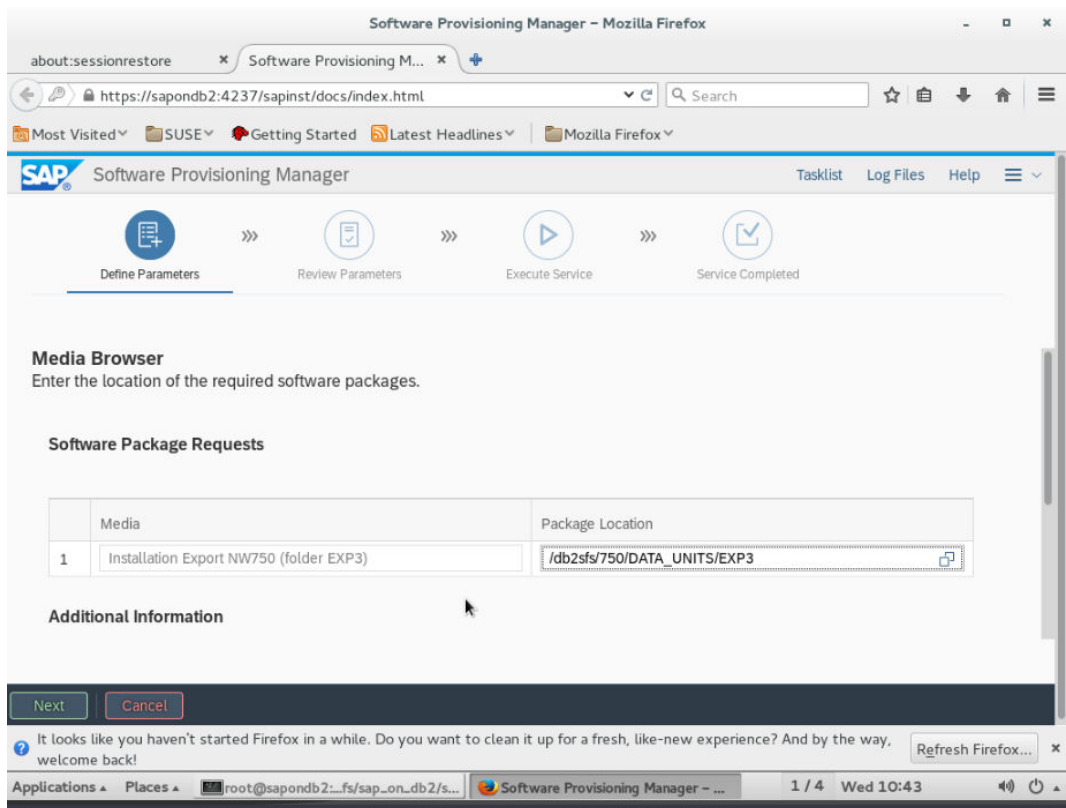 Software Provisioning Manager – Mozilla Firefox
about:sessionrestore
Software Provisioning M...
https://sapondb2:4237/sapinst/docs/index.html
Search
Most Visited
SUSE
Getting Started
Latest Headlines
Mozilla Firefox
SAP Software Provisioning Manager
Tasklist
Log Files
Help
Define Parameters
Review Parameters
Execute Service
Service Completed
Media Browser
Enter the location of the required software packages.
Software Package Requests
Media
Package Location
1
Installation Export NW750 (folder EXP3)
/db2sfs/750/DATA_UNITS/EXP3
Additional Information
Next
Cancel
It looks like you haven't started Firefox in a while. Do you want to clean it up for a fresh, like-new experience? And by the way,
welcome back!
Refresh Firefox...
Applications
Places
root@sapondb2:_fs/sap_on_db2/s...
Software Provisioning Manager – ...
1 / 4
Wed 10:43